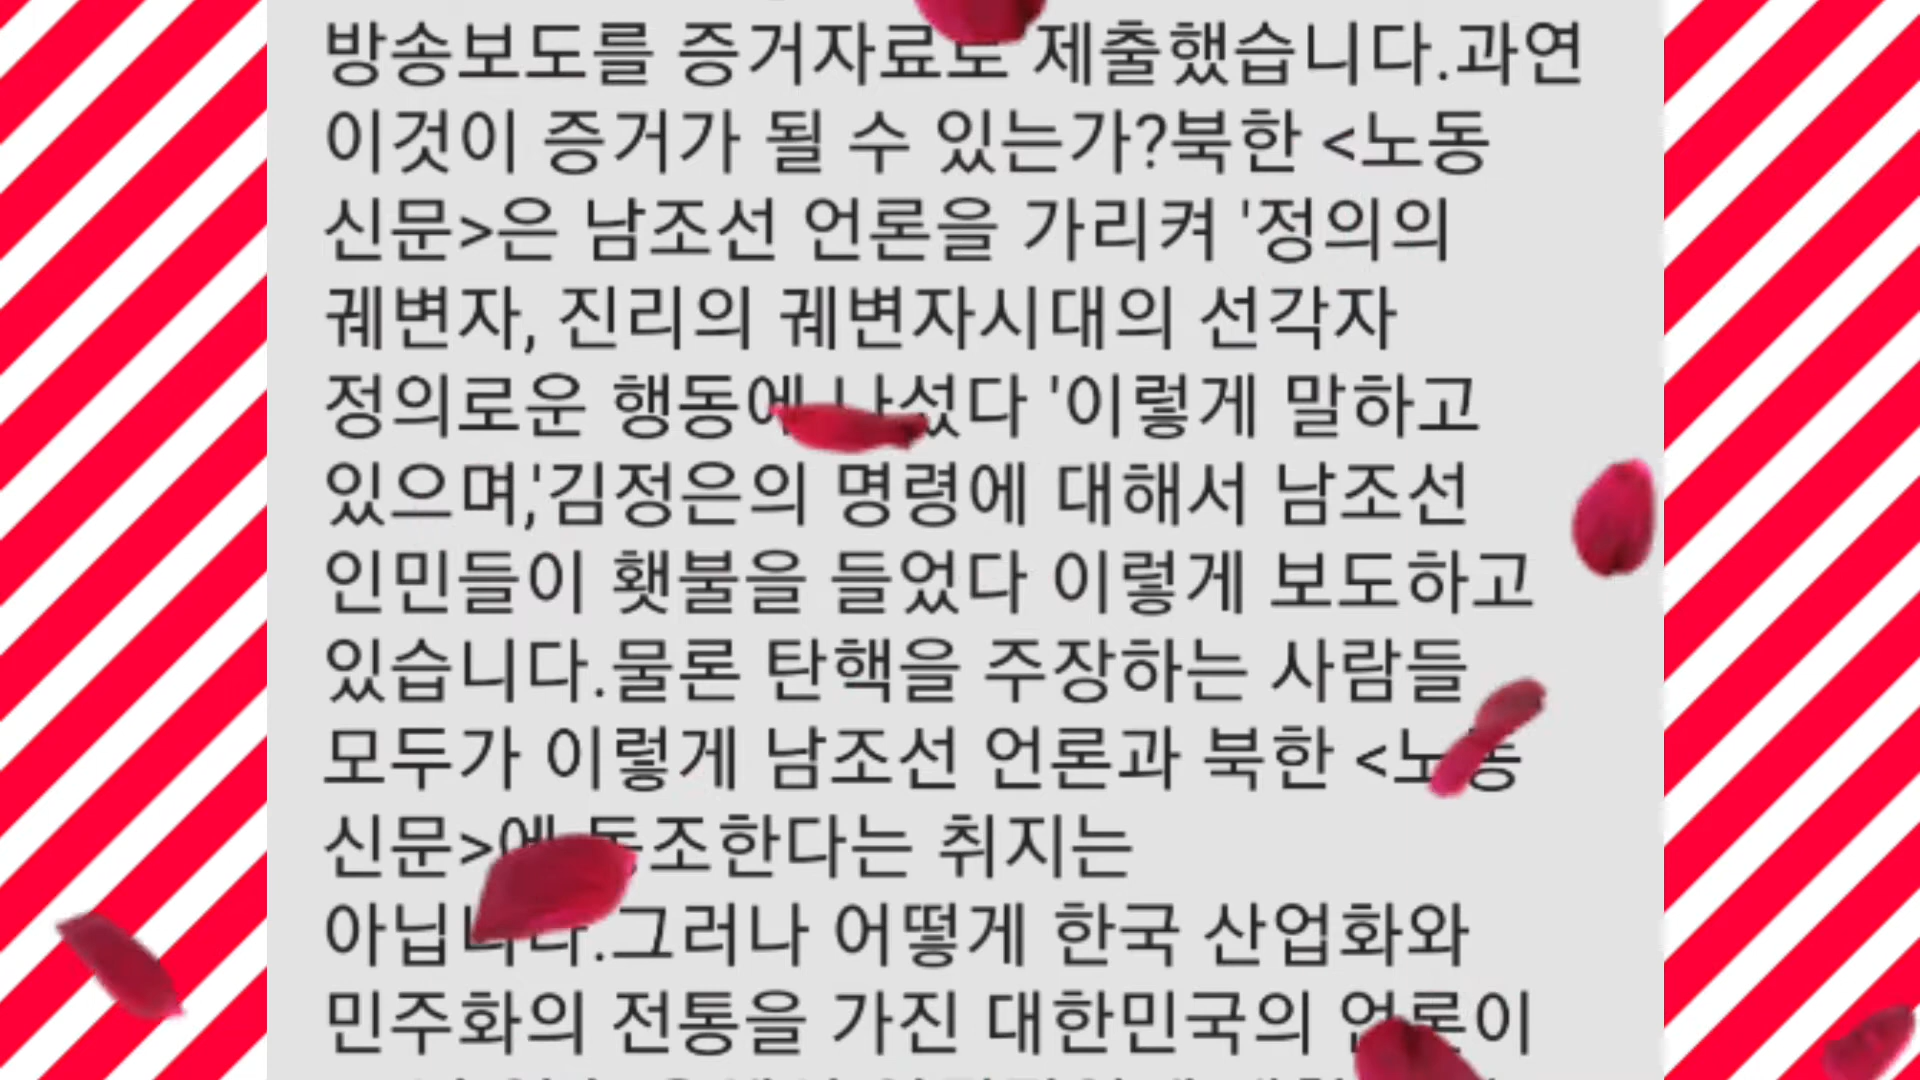 방송보도를 증거자료로 제출했습니다.과연
이것이 증거가 될 수 있는가?북한 <노동
신문>은 남조선 언론을 가리켜 '정의의
궤변자, 진리의 궤변자시대의 선각자
정의로운 행동에 나섰다 '이렇게 말하고
있으며,'김정은의 명령에 대해서 남조선
인민들이 횃불을 들었다 이렇게 보도하고
있습니다.물론 탄핵을 주장하는 사람들
모두가 이렇게 남조선 언론과 북한 <노동
신문>에 동조한다는 취지는
아닙니다.그러나 어떻게 한국 산업화와
민주화의 전통을 가진 대한민국의 언론이